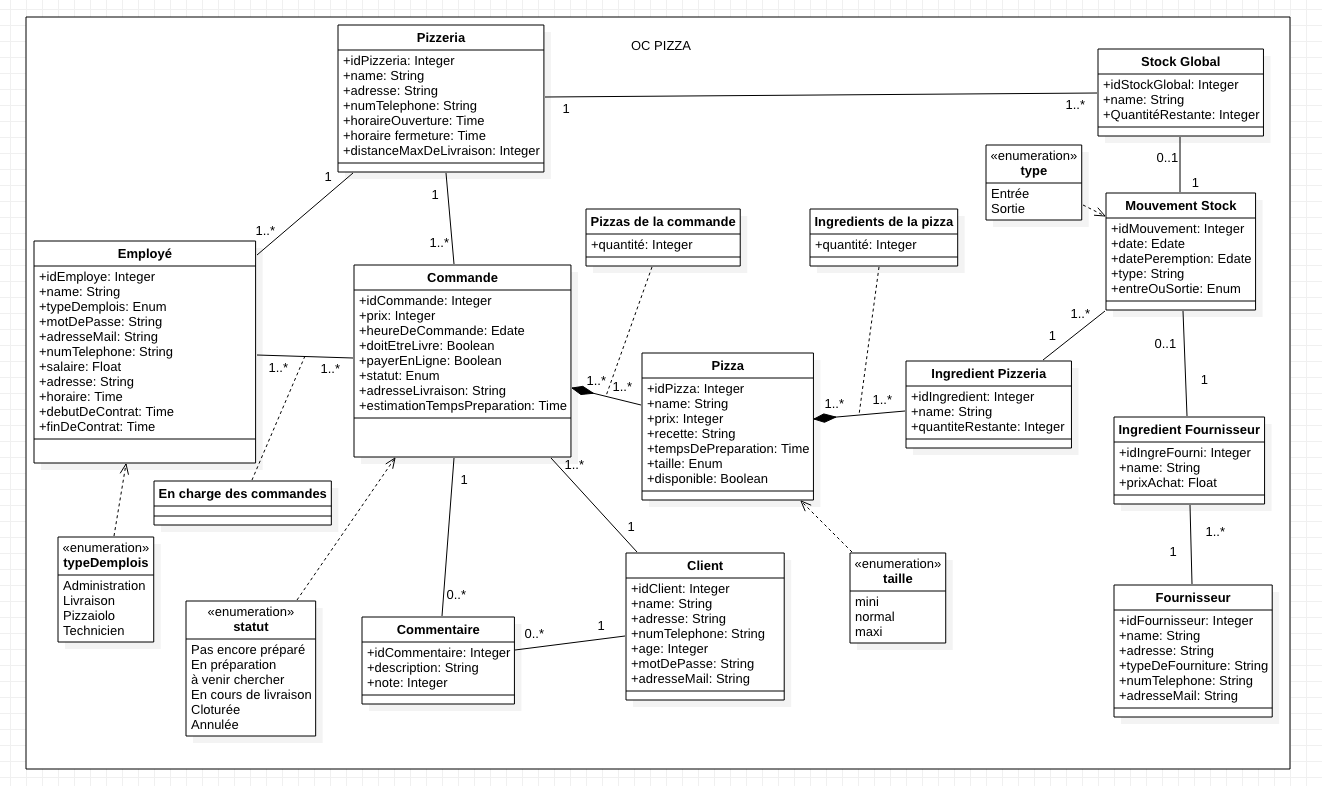 OC PIZZA
Pizzeria
+idPizzeria: Integer
+name: String
+adresse: String
+numTelephone: String
+horaireOuverture: Time
+horaire fermeture: Time
+distanceMaxDeLivraison: Integer
1
1..*
Stock Global
+idStockGlobal: Integer
+name: String
+QuantitéRestante: Integer
0..1
1
«enumeration»
type
Entrée
Sortie
Mouvement Stock
+idMouvement: Integer
+date: Edate
+datePeremption: Edate
+type: String
+entreOuSortie: Enum
1
1..*
1
1..*
Pizzas de la commande
+quantité: Integer
Ingredients de la pizza
+quantité: Integer
Employé
+idEmploye: Integer
+name: String
+typeDemplois: Enum
+motDePasse: String
+adresseMail: String
+numTelephone: String
+salaire: Float
+adresse: String
+horaire: Time
+debutDeContrat: Time
+finDeContrat: Time
1..*
1..*
Commande
+idCommande: Integer
+prix: Integer
+heureDeCommande: Edate
+doitEtreLivre: Boolean
+payerEnLigne: Boolean
+statut: Enum
+adresseLivraison: String
+estimationTempsPreparation: Time
1..*
1..*
Pizza
+idPizza: Integer
+name: String
+prix: Integer
+recette: String
+tempsDePreparation: Time
+taille: Enum
+disponible: Boolean
1..*
1..*
Ingredient Pizzeria
+idIngredient: Integer
+name: String
+quantiteRestante: Integer
1..*
1
0..1
1
Ingredient Fournisseur
+idIngreFourni: Integer
+name: String
+prixAchat: Float
1..*
1
En charge des commandes
«enumeration»
typeDemplois
Administration
Livraison
Pizzaiolo
Technicien
«enumeration»
statut
Pas encore préparé
En préparation
à venir chercher
En cours de livraison
Cloturée
Annulée
1
0..*
1..*
1
Commentaire
+idCommentaire: Integer
+description: String
+note: Integer
0..*
1
Client
+idClient: Integer
+name: String
+adresse: String
+numTelephone: String
+age: Integer
+motDePasse: String
+adresseMail: String
«enumeration»
taille
mini
normal
maxi
Fournisseur
+idFournisseur: Integer
+name: String
+adresse: String
+typeDeFourniture: String
+numTelephone: String
+adresseMail: String